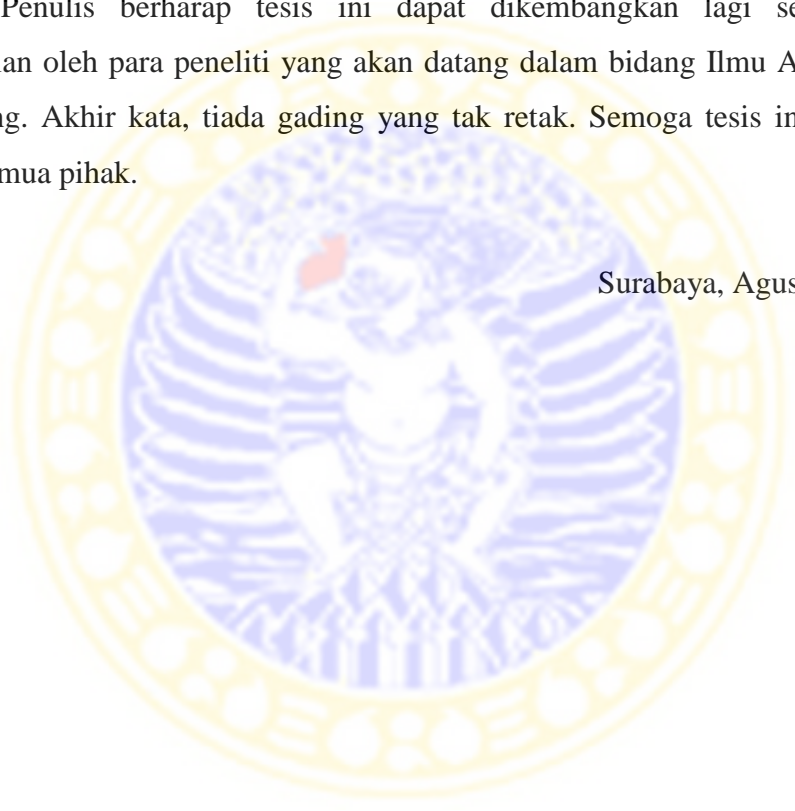 Penulis berharap tesis ini dapat dikembangkan lagi se
an oleh para peneliti yang akan datang dalam bidang Ilmu A
ng. Akhir kata, tiada gading yang tak retak. Semoga tesis in
mua pihak.
Surabaya, Agus